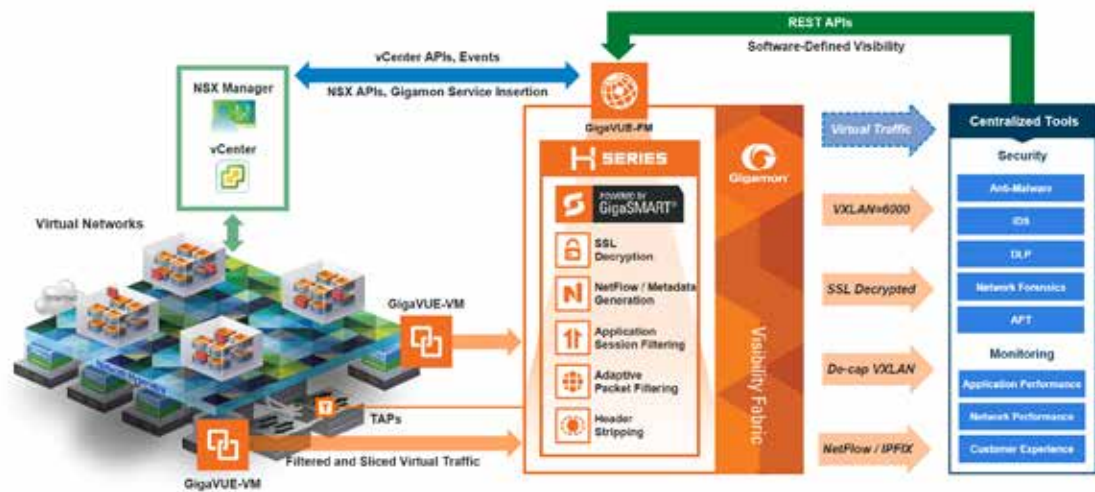 REST APIs
Software-Defined Visibility
vCenter APIs, Events
NSX APIs, Gigamon Service Insertion
NSX Manager
vCenter
GigaVUE-FM
Virtual Networks
GigaVUE-VM
TAPs
Filtered and Sliced Virtual Traffic
GigaVUE-VM
H SERIES
POWERED BY
GigaSMART®
SSL
Decryption
NetFlow / Metadata
Generation
Application
Session Filtering
Adaptive
Packet Filtering
Header
Stripping
Gigamon®
Visibility Fabric
Virtual Traffic
VXLAN=6000
SSL Decrypted
De-cap VXLAN
NetFlow / IPFIX
Centralized Tools
Security
Anti-Malware
IDS
DLP
Network Forensics
APT
Monitoring
Application Performance
Network Performance
Customer Experience